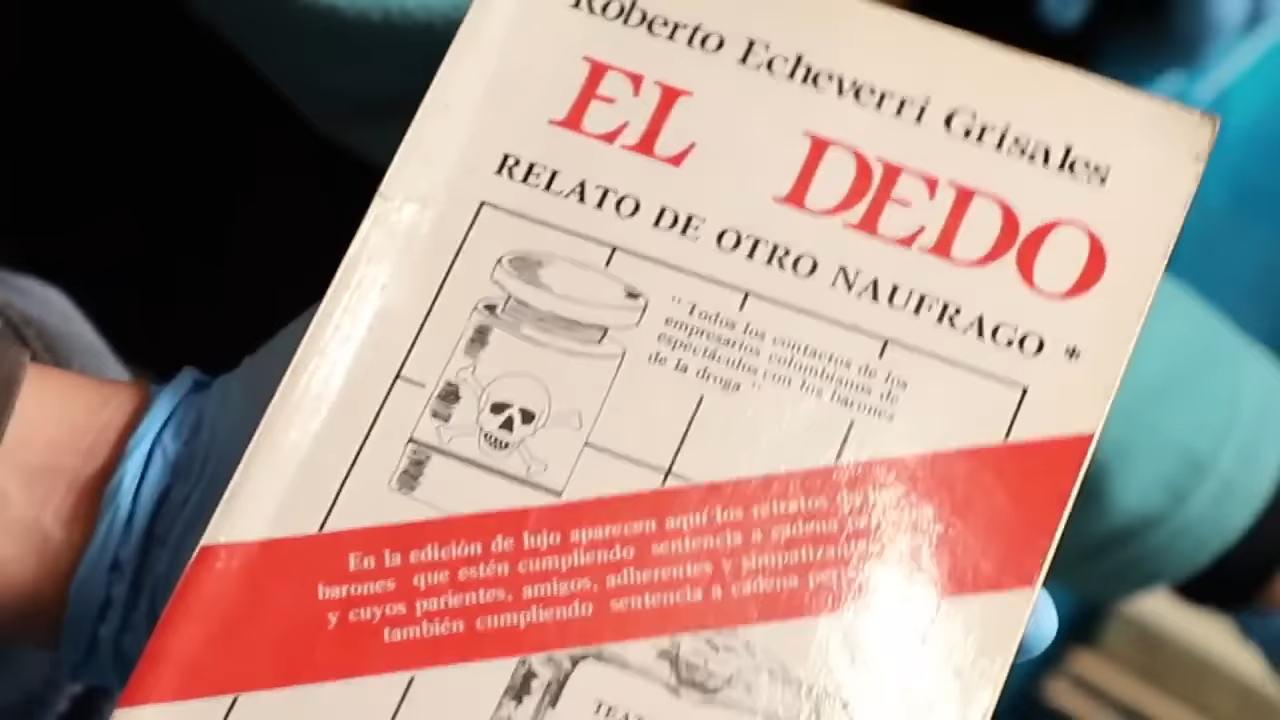 Roberto Echeverri Grisales
EL DEDO
RELATO DE OTRO NAUFRAGO *
"Todos los contactos de los
empresarios colombianos de
espectáculos con los barones
de la droga"
En la edición de lujo aparecen aquí los retratos de
barones que estén cumpliendo sentencia a cadena
y cuyos parientes, amigos, adherentes y simpatizantes
también cumpliendo sentencia a cadena